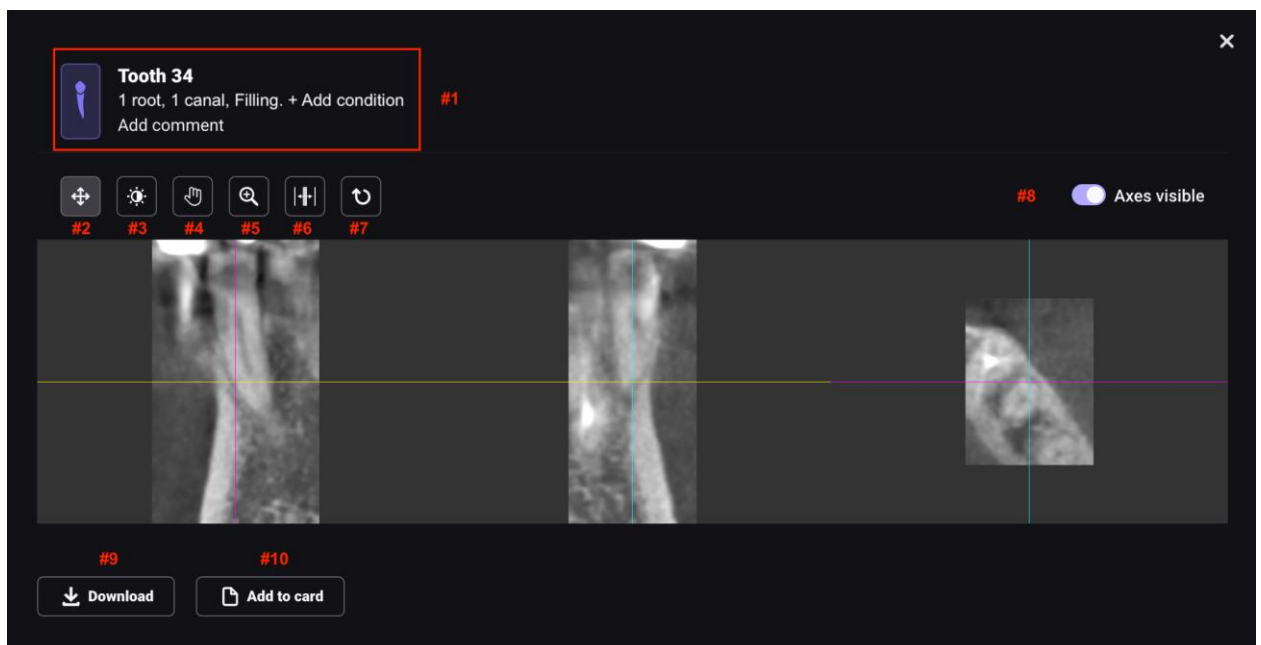 Tooth 34
1 root, 1 canal, Filling. + Add condition
Add comment
#1
#8
Axes visible
#2 #3 #4 #5 #6 #7
#9 #10
Download
Add to card